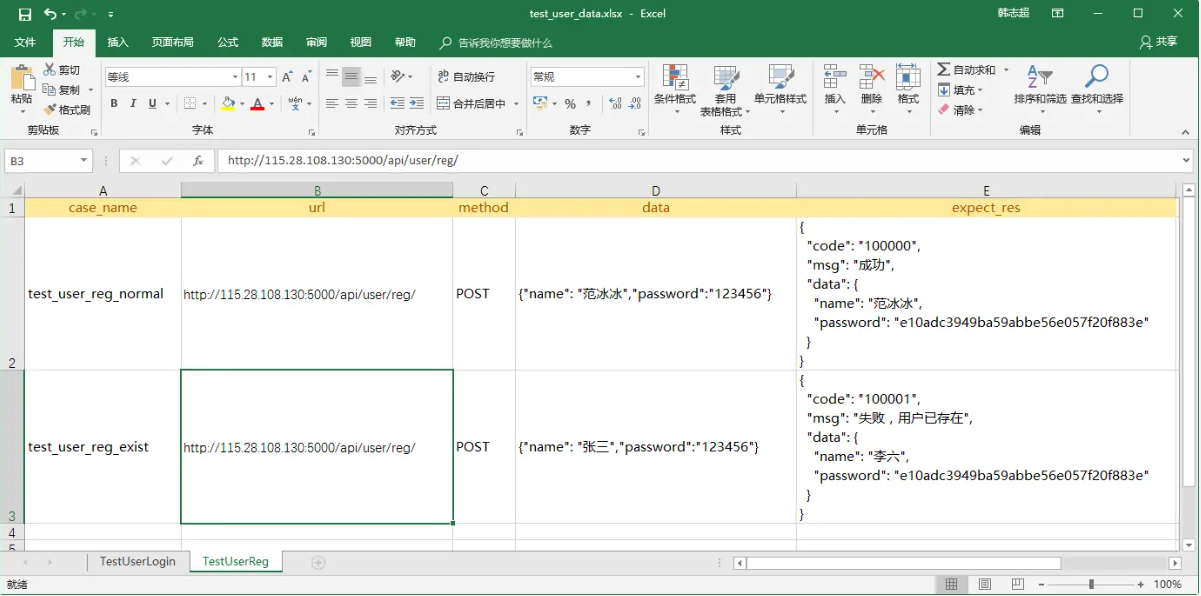 test_user_data.xlsx - Excel
韩志超
文件 开始 插入 页面布局 公式 数据 审阅 视图 帮助 告诉我你想要做什么 共享
粘贴
剪切
复制
格式刷
剪贴板
等线 11
B I U A wén 文
字体
自动换行
合并后居中
对齐方式
常规
% ,
数字
条件格式 套用
表格格式 单元格样式
样式
插入 删除 格式
单元格
自动求和
填充
清除
排序和筛选 查找和选择
编辑
B3 fx http://115.28.108.130:5000/api/user/reg/
A B C D E
1 case_name url method data expect_res
2 test_user_reg_normal http://115.28.108.130:5000/api/user/reg/ POST {"name": "范冰冰","password":"123456"}
{
"code": "100000",
"msg": "成功",
"data": {
"name": "范冰冰",
"password": "e10adc3949ba59abbe56e057f20f883e"
}
}
3 test_user_reg_exist http://115.28.108.130:5000/api/user/reg/ POST {"name": "张三","password":"123456"}
{
"code": "100001",
"msg": "失败，用户已存在",
"data": {
"name": "李六",
"password": "e10adc3949ba59abbe56e057f20f883e"
}
}
4
5
TestUserLogin TestUserReg
就绪 100%